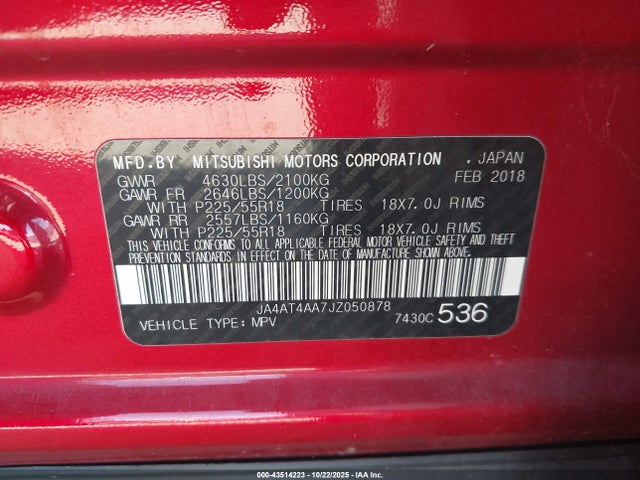 MFD.BY MITSUBISHI MOTORS CORPORATION . JAPAN
GVWR 4630LBS/2100KG FEB 2018
GAWR FR 2646LBS/1200KG
WITH P225/55R18 TIRES 18X7.0J RIMS
GAWR RR 2557LBS/1160KG
WITH P225/55R18 TIRES 18X7.0J RIMS
THIS VEHICLE CONFORMS TO ALL APPLICABLE FEDERAL MOTOR VEHICLE SAFETY AND THEFT
PREVENTION STANDARDS IN EFFECT ON THE DATE OF MANUFACTURE SHOWN ABOVE.
JA4AT4AA7JZ050878
VEHICLE TYPE: MPV 7430C 536
000-43514223 | 10/22/2025 | IAA Inc.